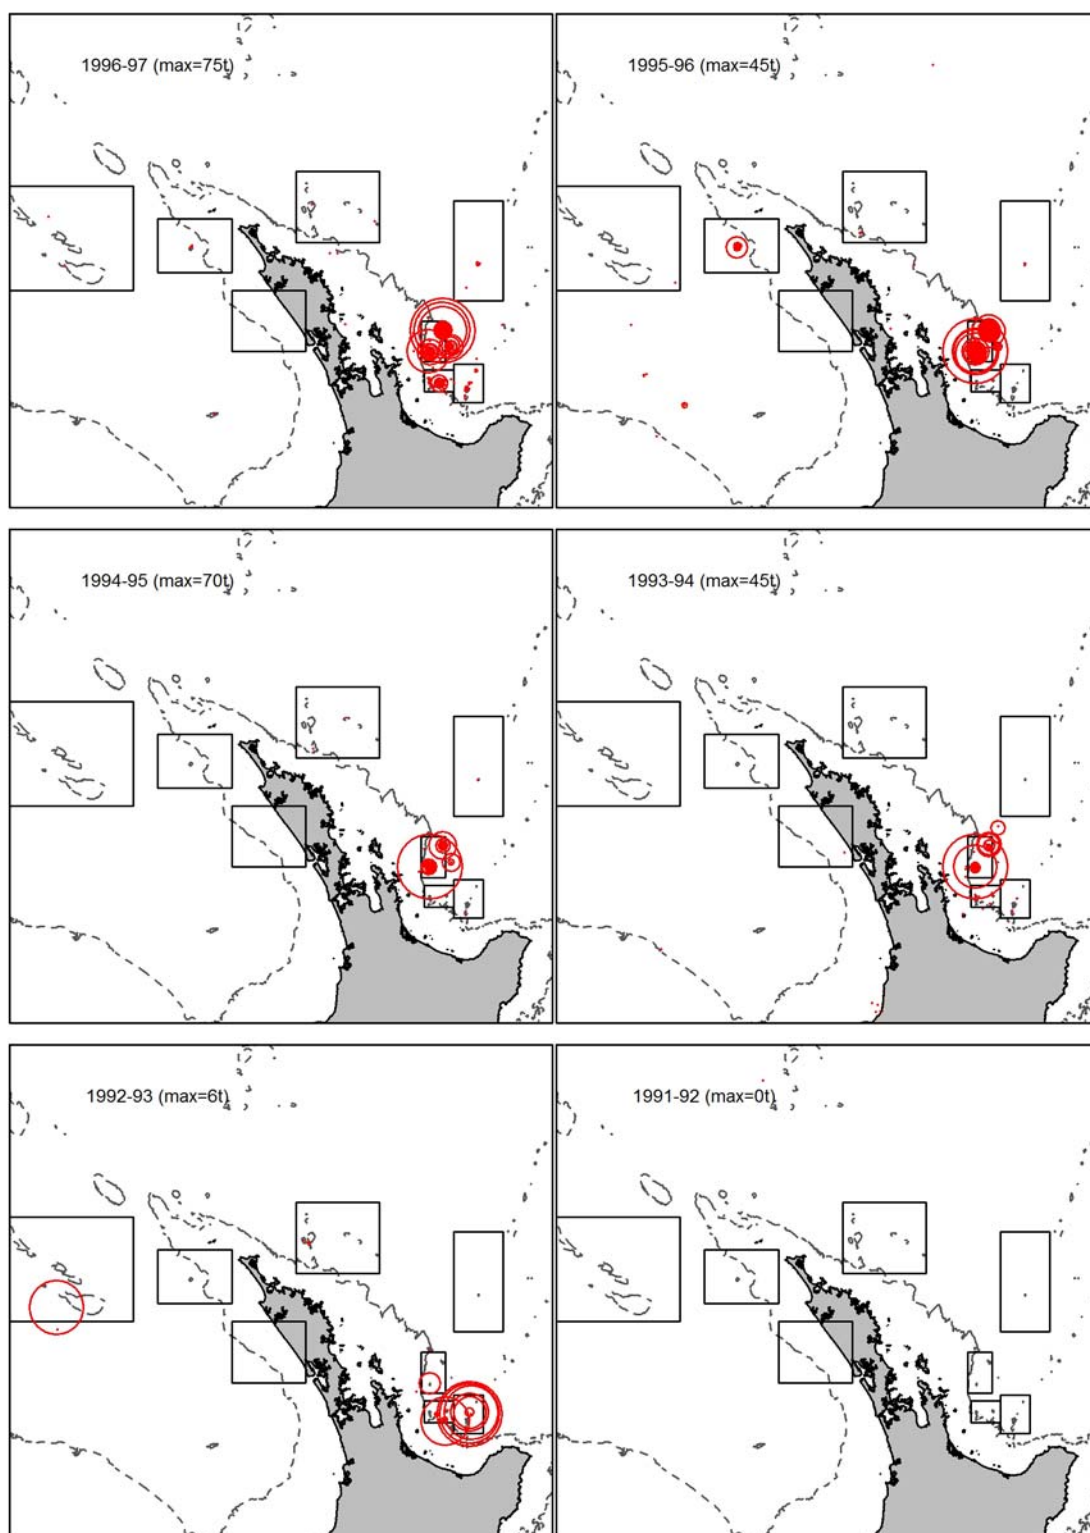 1996-97 (max=75t)
1995-96 (max=45t)
1994-95 (max=70t)
1993-94 (max=45t)
1992-93 (max=6t)
1991-92 (max=0t)